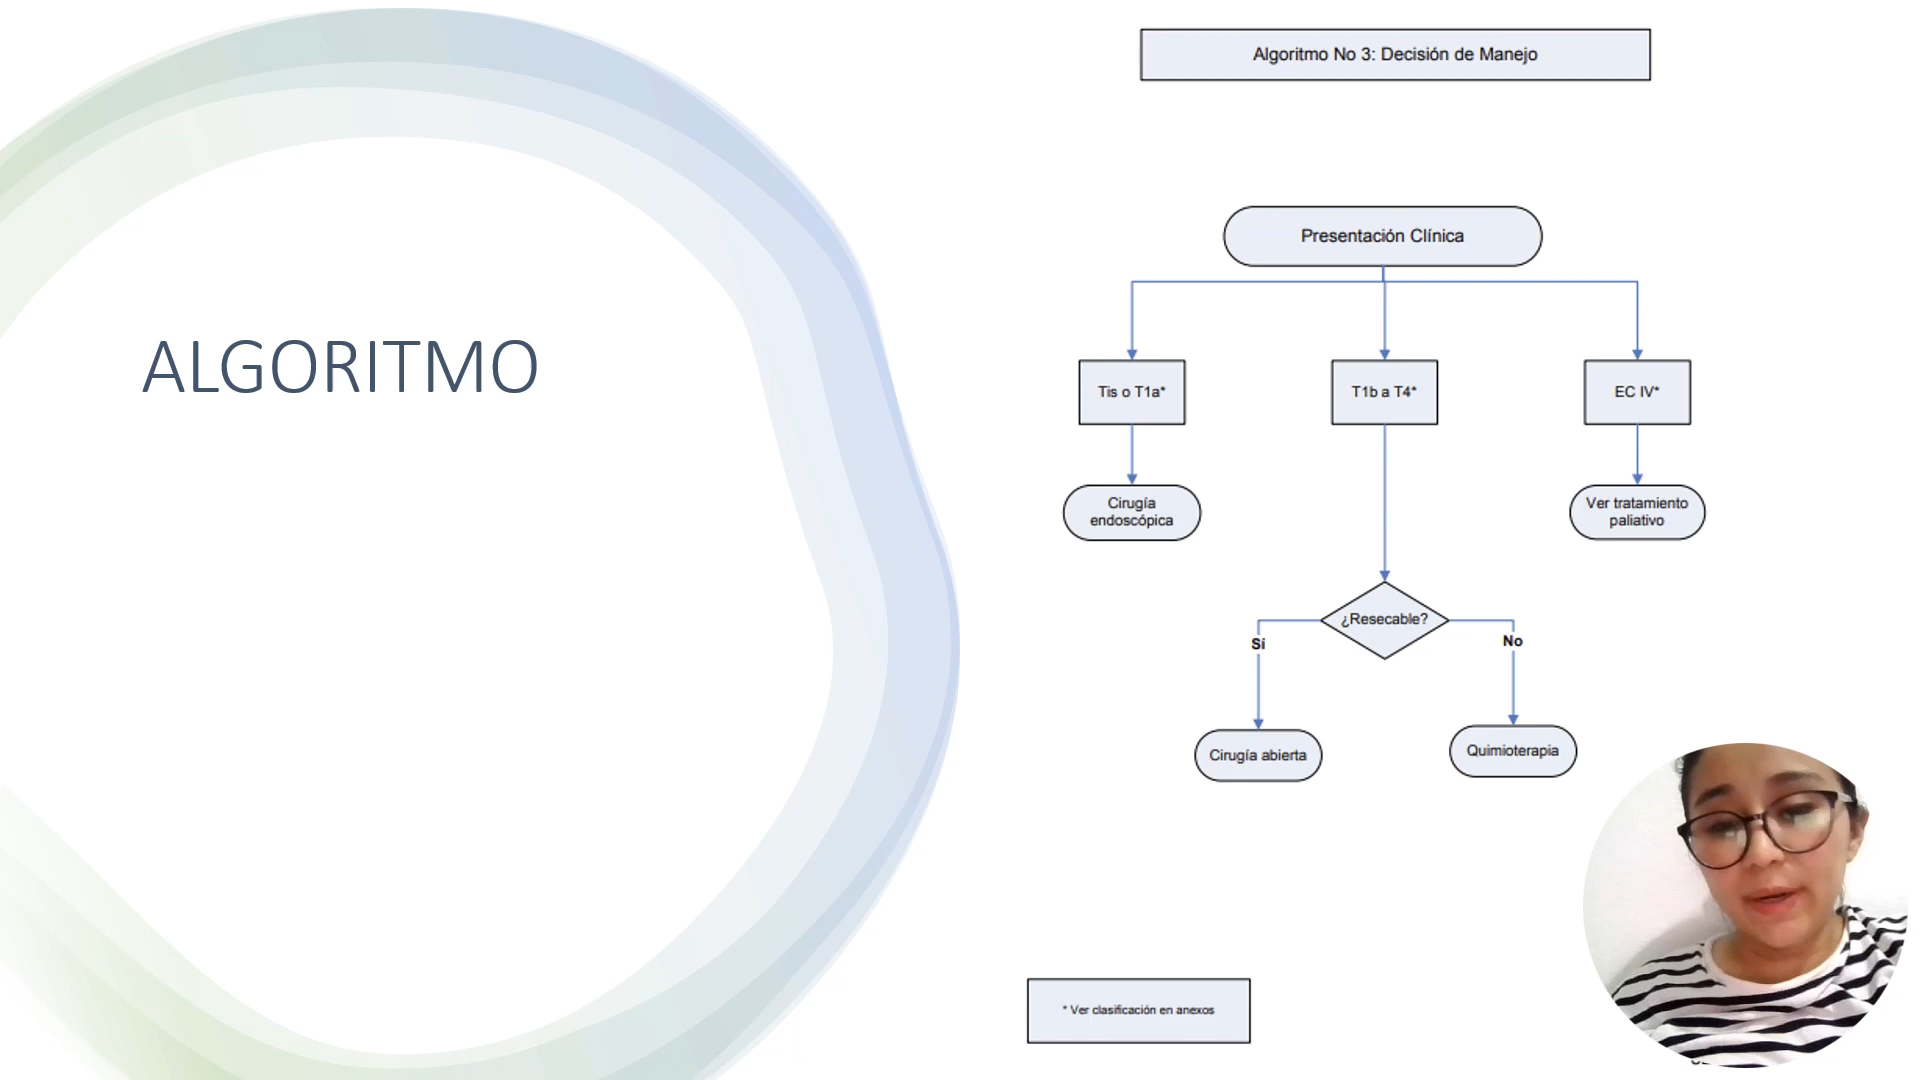 ALGORITMO
Algoritmo No 3: Decisión de Manejo
Presentación Clínica
Tis o T1a*
T1b a T4*
EC IV*
Cirugía
endoscópica
Ver tratamiento
paliativo
¿Resecable?
Sí
No
Cirugía abierta
Quimioterapia
* Ver clasificación en anexos